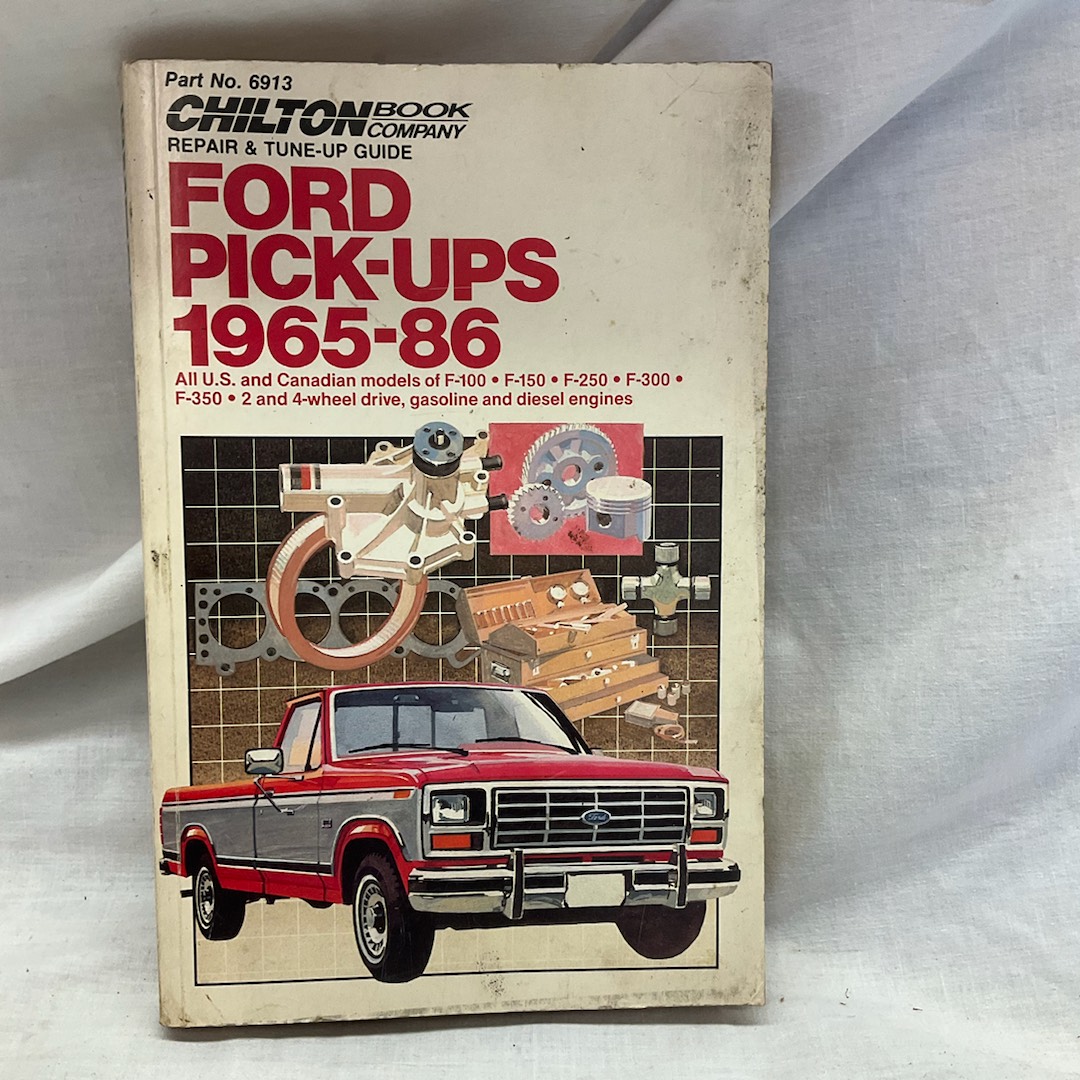 Part No. 6913
CHILTON BOOK COMPANY
REPAIR & TUNE-UP GUIDE
FORD
PICK-UPS
1965-86
All U.S. and Canadian models of F-100 • F-150 • F-250 • F-300 •
F-350 • 2 and 4-wheel drive, gasoline and diesel engines
Ford